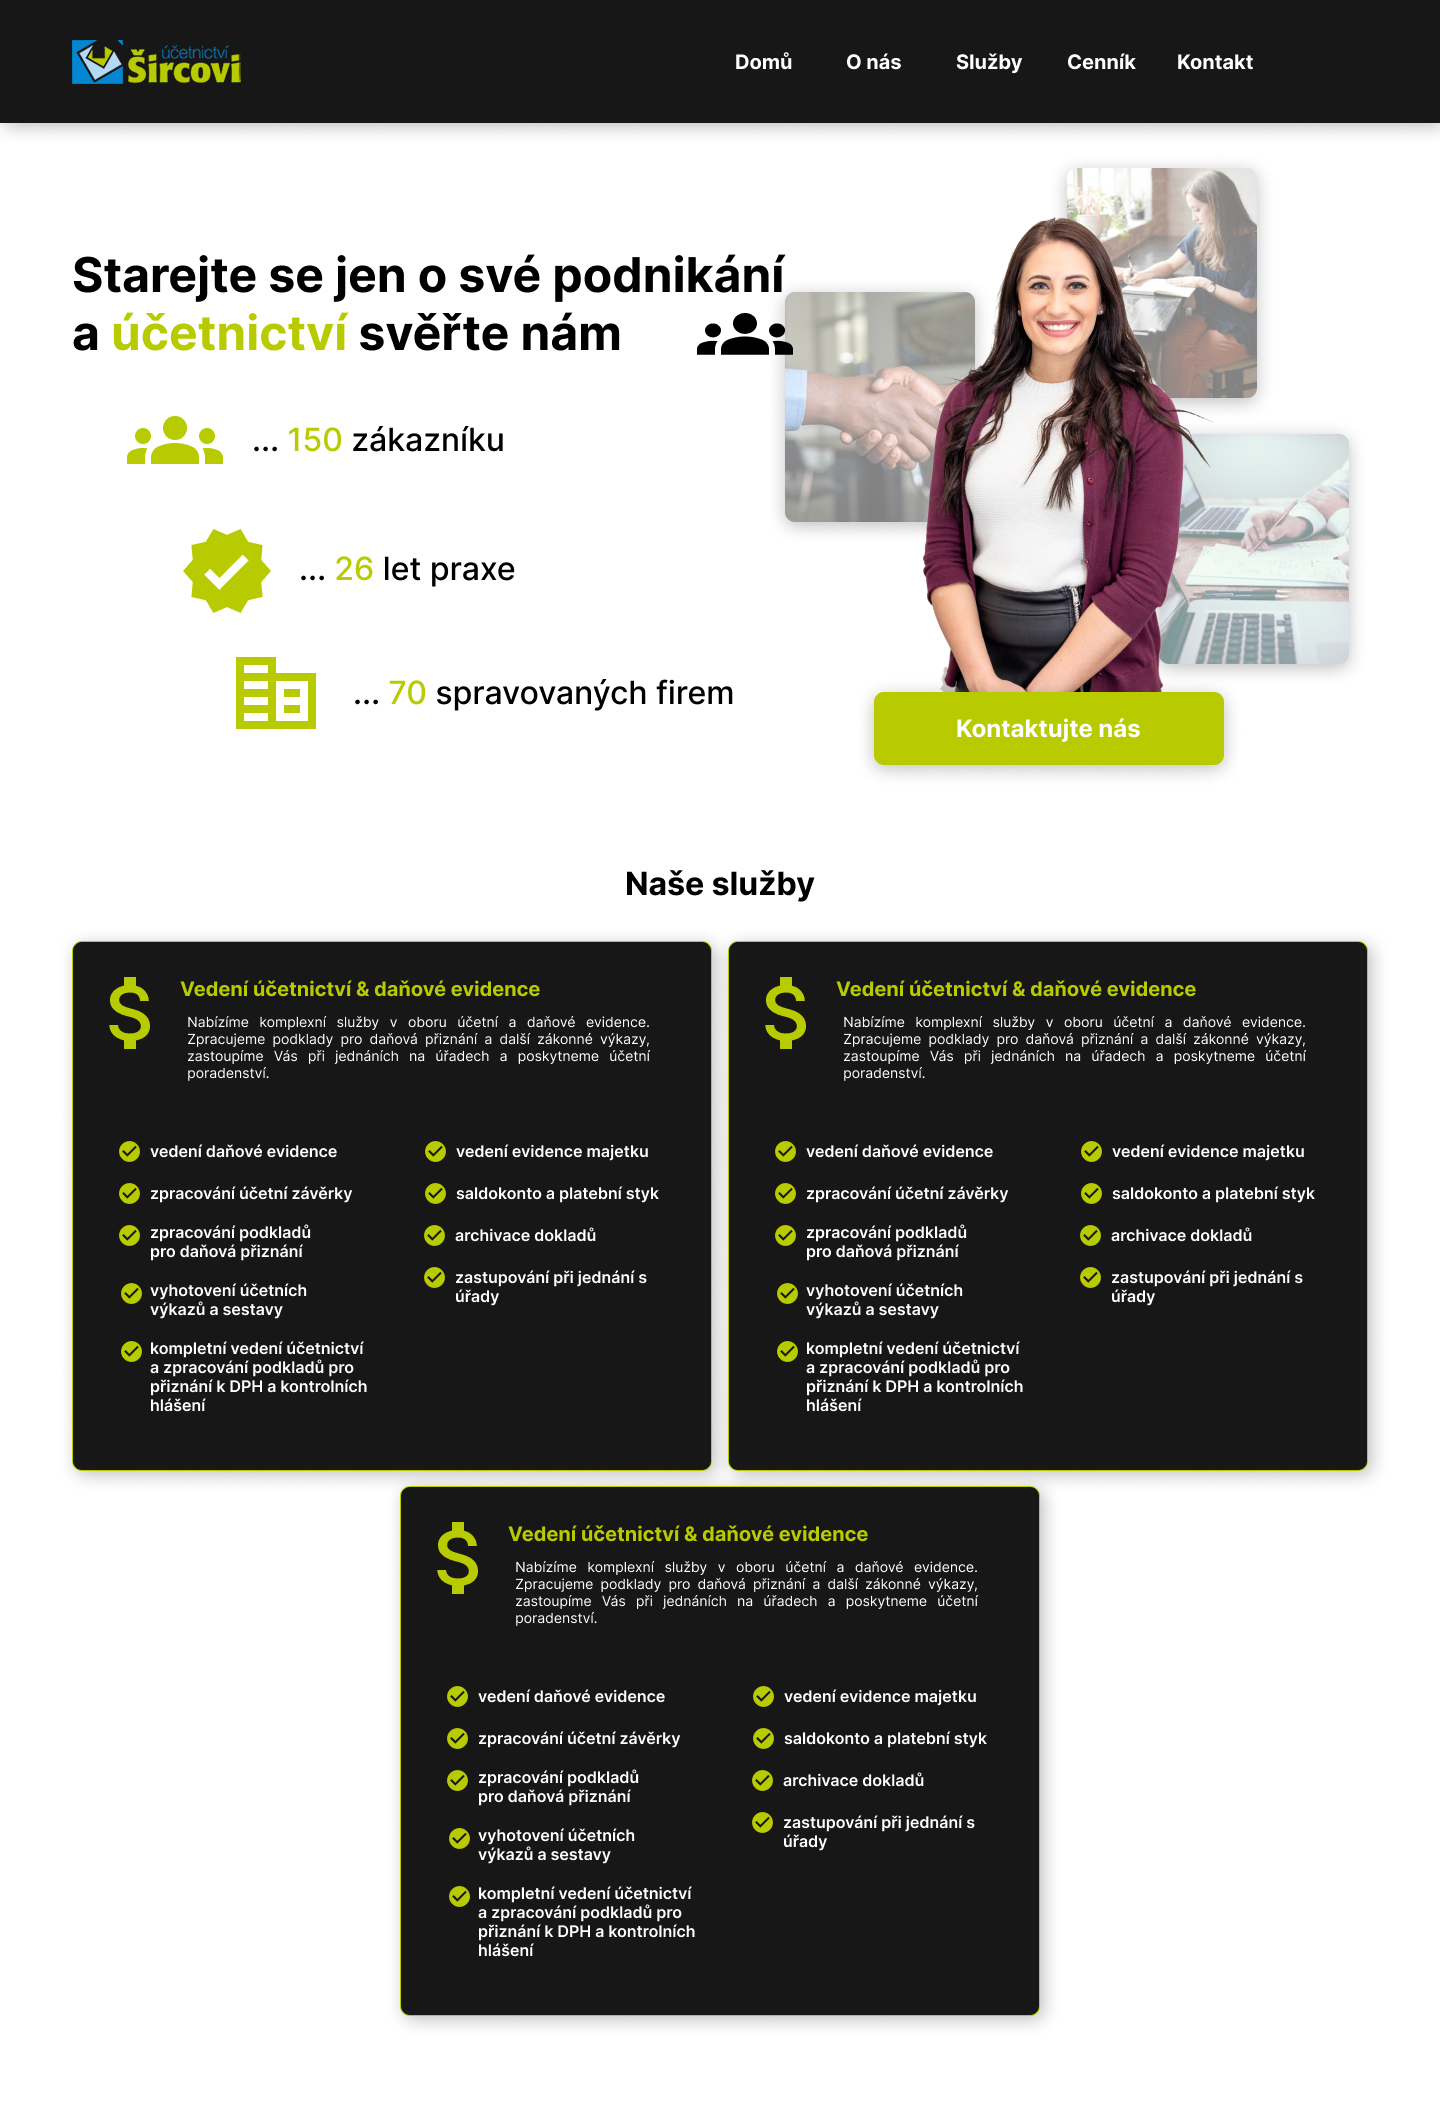 účetnictví
Šircovi
Domů O nás Služby Cenník Kontakt
Starejte se jen o své podnikání
a účetnictví svěřte nám
... 150 zákazníku
... 26 let praxe
... 70 spravovaných firem
Kontaktujte nás
Naše služby
Vedení účetnictví & daňové evidence
Nabízíme komplexní služby v oboru účetní a daňové evidence.
Zpracujeme podklady pro daňová přiznání a další zákonné výkazy,
zastoupíme Vás při jednáních na úřadech a poskytneme účetní
poradenství.
vedení daňové evidence
zpracování účetní závěrky
zpracování podkladů
pro daňová přiznání
vyhotovení účetních
výkazů a sestavy
kompletní vedení účetnictví
a zpracování podkladů pro
přiznání k DPH a kontrolních
hlášení
vedení evidence majetku
saldokonto a platební styk
archivace dokladů
zastupování při jednání s
úřady
Vedení účetnictví & daňové evidence
Nabízíme komplexní služby v oboru účetní a daňové evidence.
Zpracujeme podklady pro daňová přiznání a další zákonné výkazy,
zastoupíme Vás při jednáních na úřadech a poskytneme účetní
poradenství.
vedení daňové evidence
zpracování účetní závěrky
zpracování podkladů
pro daňová přiznání
vyhotovení účetních
výkazů a sestavy
kompletní vedení účetnictví
a zpracování podkladů pro
přiznání k DPH a kontrolních
hlášení
vedení evidence majetku
saldokonto a platební styk
archivace dokladů
zastupování při jednání s
úřady
Vedení účetnictví & daňové evidence
Nabízíme komplexní služby v oboru účetní a daňové evidence.
Zpracujeme podklady pro daňová přiznání a další zákonné výkazy,
zastoupíme Vás při jednáních na úřadech a poskytneme účetní
poradenství.
vedení daňové evidence
zpracování účetní závěrky
zpracování podkladů
pro daňová přiznání
vyhotovení účetních
výkazů a sestavy
kompletní vedení účetnictví
a zpracování podkladů pro
přiznání k DPH a kontrolních
hlášení
vedení evidence majetku
saldokonto a platební styk
archivace dokladů
zastupování při jednání s
úřady